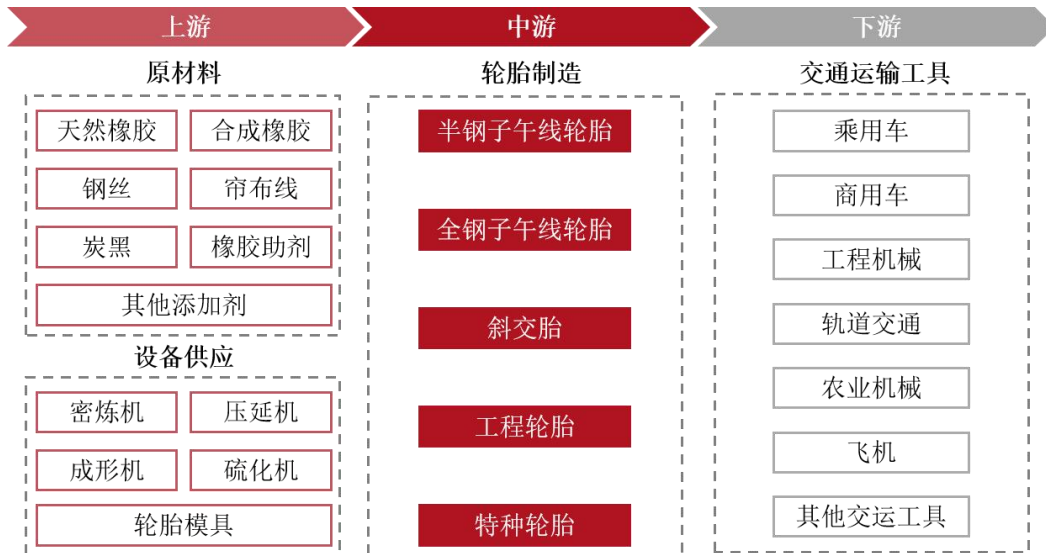 上游
中游
下游
原材料
轮胎制造
交通运输工具
天然橡胶
合成橡胶
钢丝
帘布线
炭黑
橡胶助剂
其他添加剂
设备供应
密炼机
压延机
成形机
硫化机
轮胎模具
半钢子午线轮胎
全钢子午线轮胎
斜交胎
工程轮胎
特种轮胎
乘用车
商用车
工程机械
轨道交通
农业机械
飞机
其他交运工具